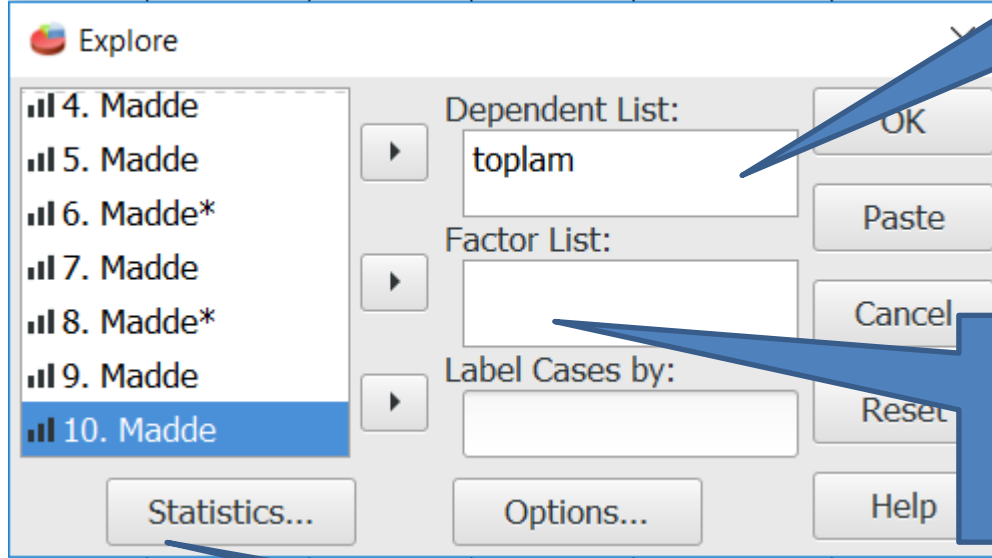 Explore
4. Madde
5. Madde
6. Madde*
7. Madde
8. Madde*
9. Madde
10. Madde
Dependent List:
toplam
Factor List:
Label Cases by:
OK
Paste
Cancel
Reset
Help
Statistics...
Options...